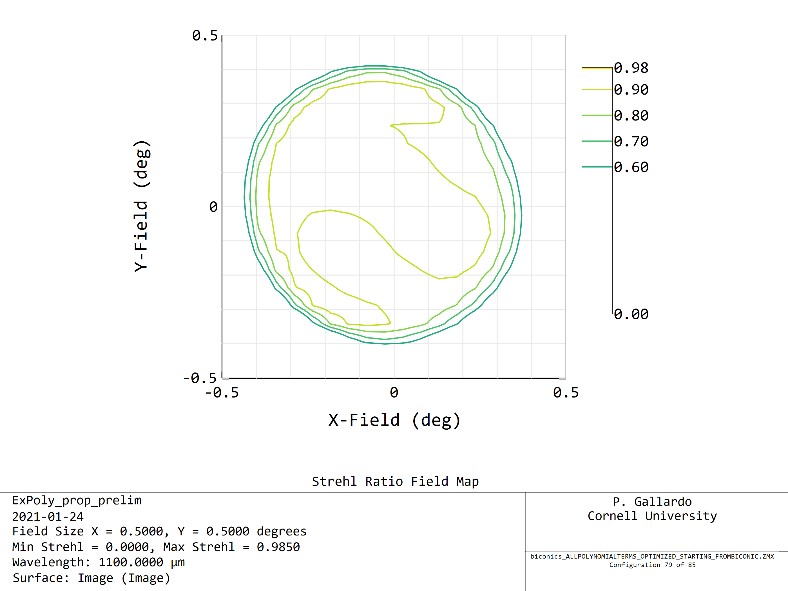 0.5
0
-0.5
Y-Field (deg)
-0.5 0 0.5
X-Field (deg)
0.98
0.90
0.80
0.70
0.60
0.00
Strehl Ratio Field Map
ExPoly_prop_prelim
2021-01-24
Field Size X = 0.5000, Y = 0.5000 degrees
Min Strehl = 0.0000, Max Strehl = 0.9850
Wavelength: 1100.0000 µm
Surface: Image (Image)
P. Gallardo
Cornell University
biconics_ALLPOLYNOMIALTERMS_OPTIMIZED_STARTING_FROMBICONIC.ZMX
Configuration 79 of 85